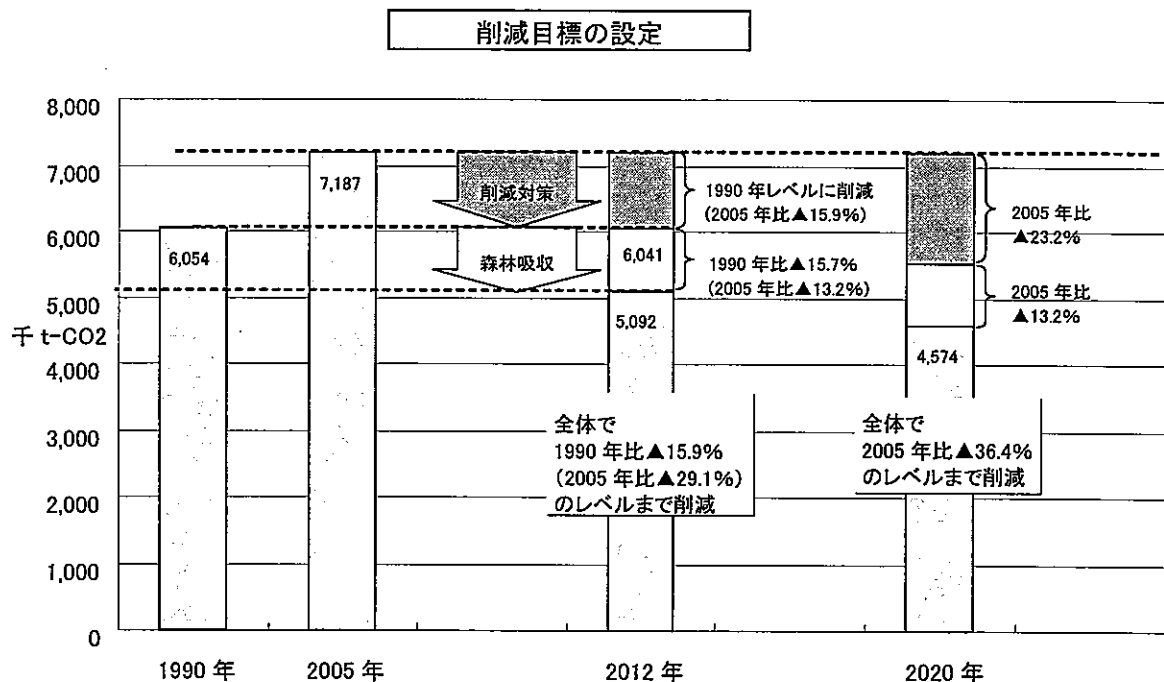 削減目標の設定
8,000
7,000
6,000
5,000
千 t-CO2
4,000
3,000
2,000
1,000
0
6,054
7,187
削減対策
森林吸収
6,041
5,092
1990 年レベルに削減
(2005 年比▲15.9%)
1990 年比▲15.7%
(2005 年比▲13.2%)
2005 年比
▲23.2%
2005 年比
▲13.2%
4,574
全体で
1990 年比▲15.9%
(2005 年比▲29.1%)
のレベルまで削減
全体で
2005 年比▲36.4%
のレベルまで削減
1990 年
2005 年
2012 年
2020 年